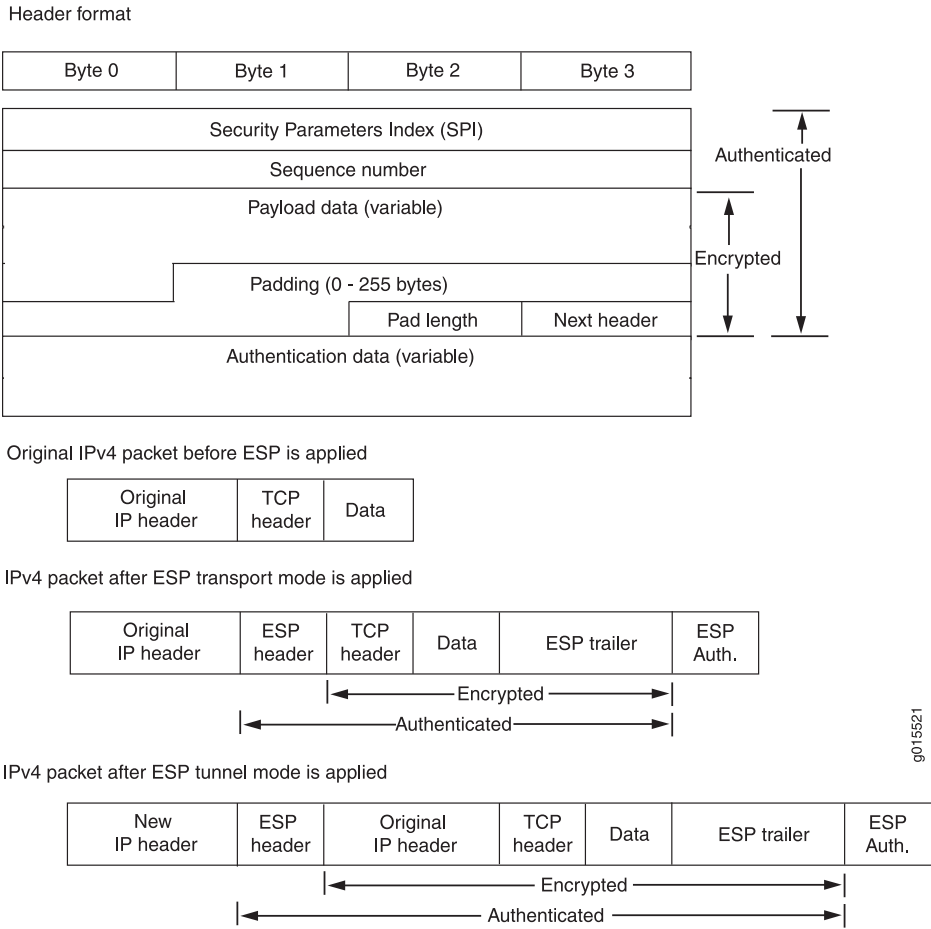 Header format
Byte 0 Byte 1 Byte 2 Byte 3
Security Parameters Index (SPI)
Authenticated
Sequence number
Payload data (variable)
Encrypted
Padding (0 - 255 bytes)
Pad length Next header
Authentication data (variable)
Original IPv4 packet before ESP is applied
Original IP header
TCP header
Data
IPv4 packet after ESP transport mode is applied
Original IP header
ESP header
TCP header
Data
ESP trailer
ESP Auth.
Encrypted
Authenticated
g015521
IPv4 packet after ESP tunnel mode is applied
New IP header
ESP header
Original IP header
TCP header
Data
ESP trailer
ESP Auth.
Encrypted
Authenticated